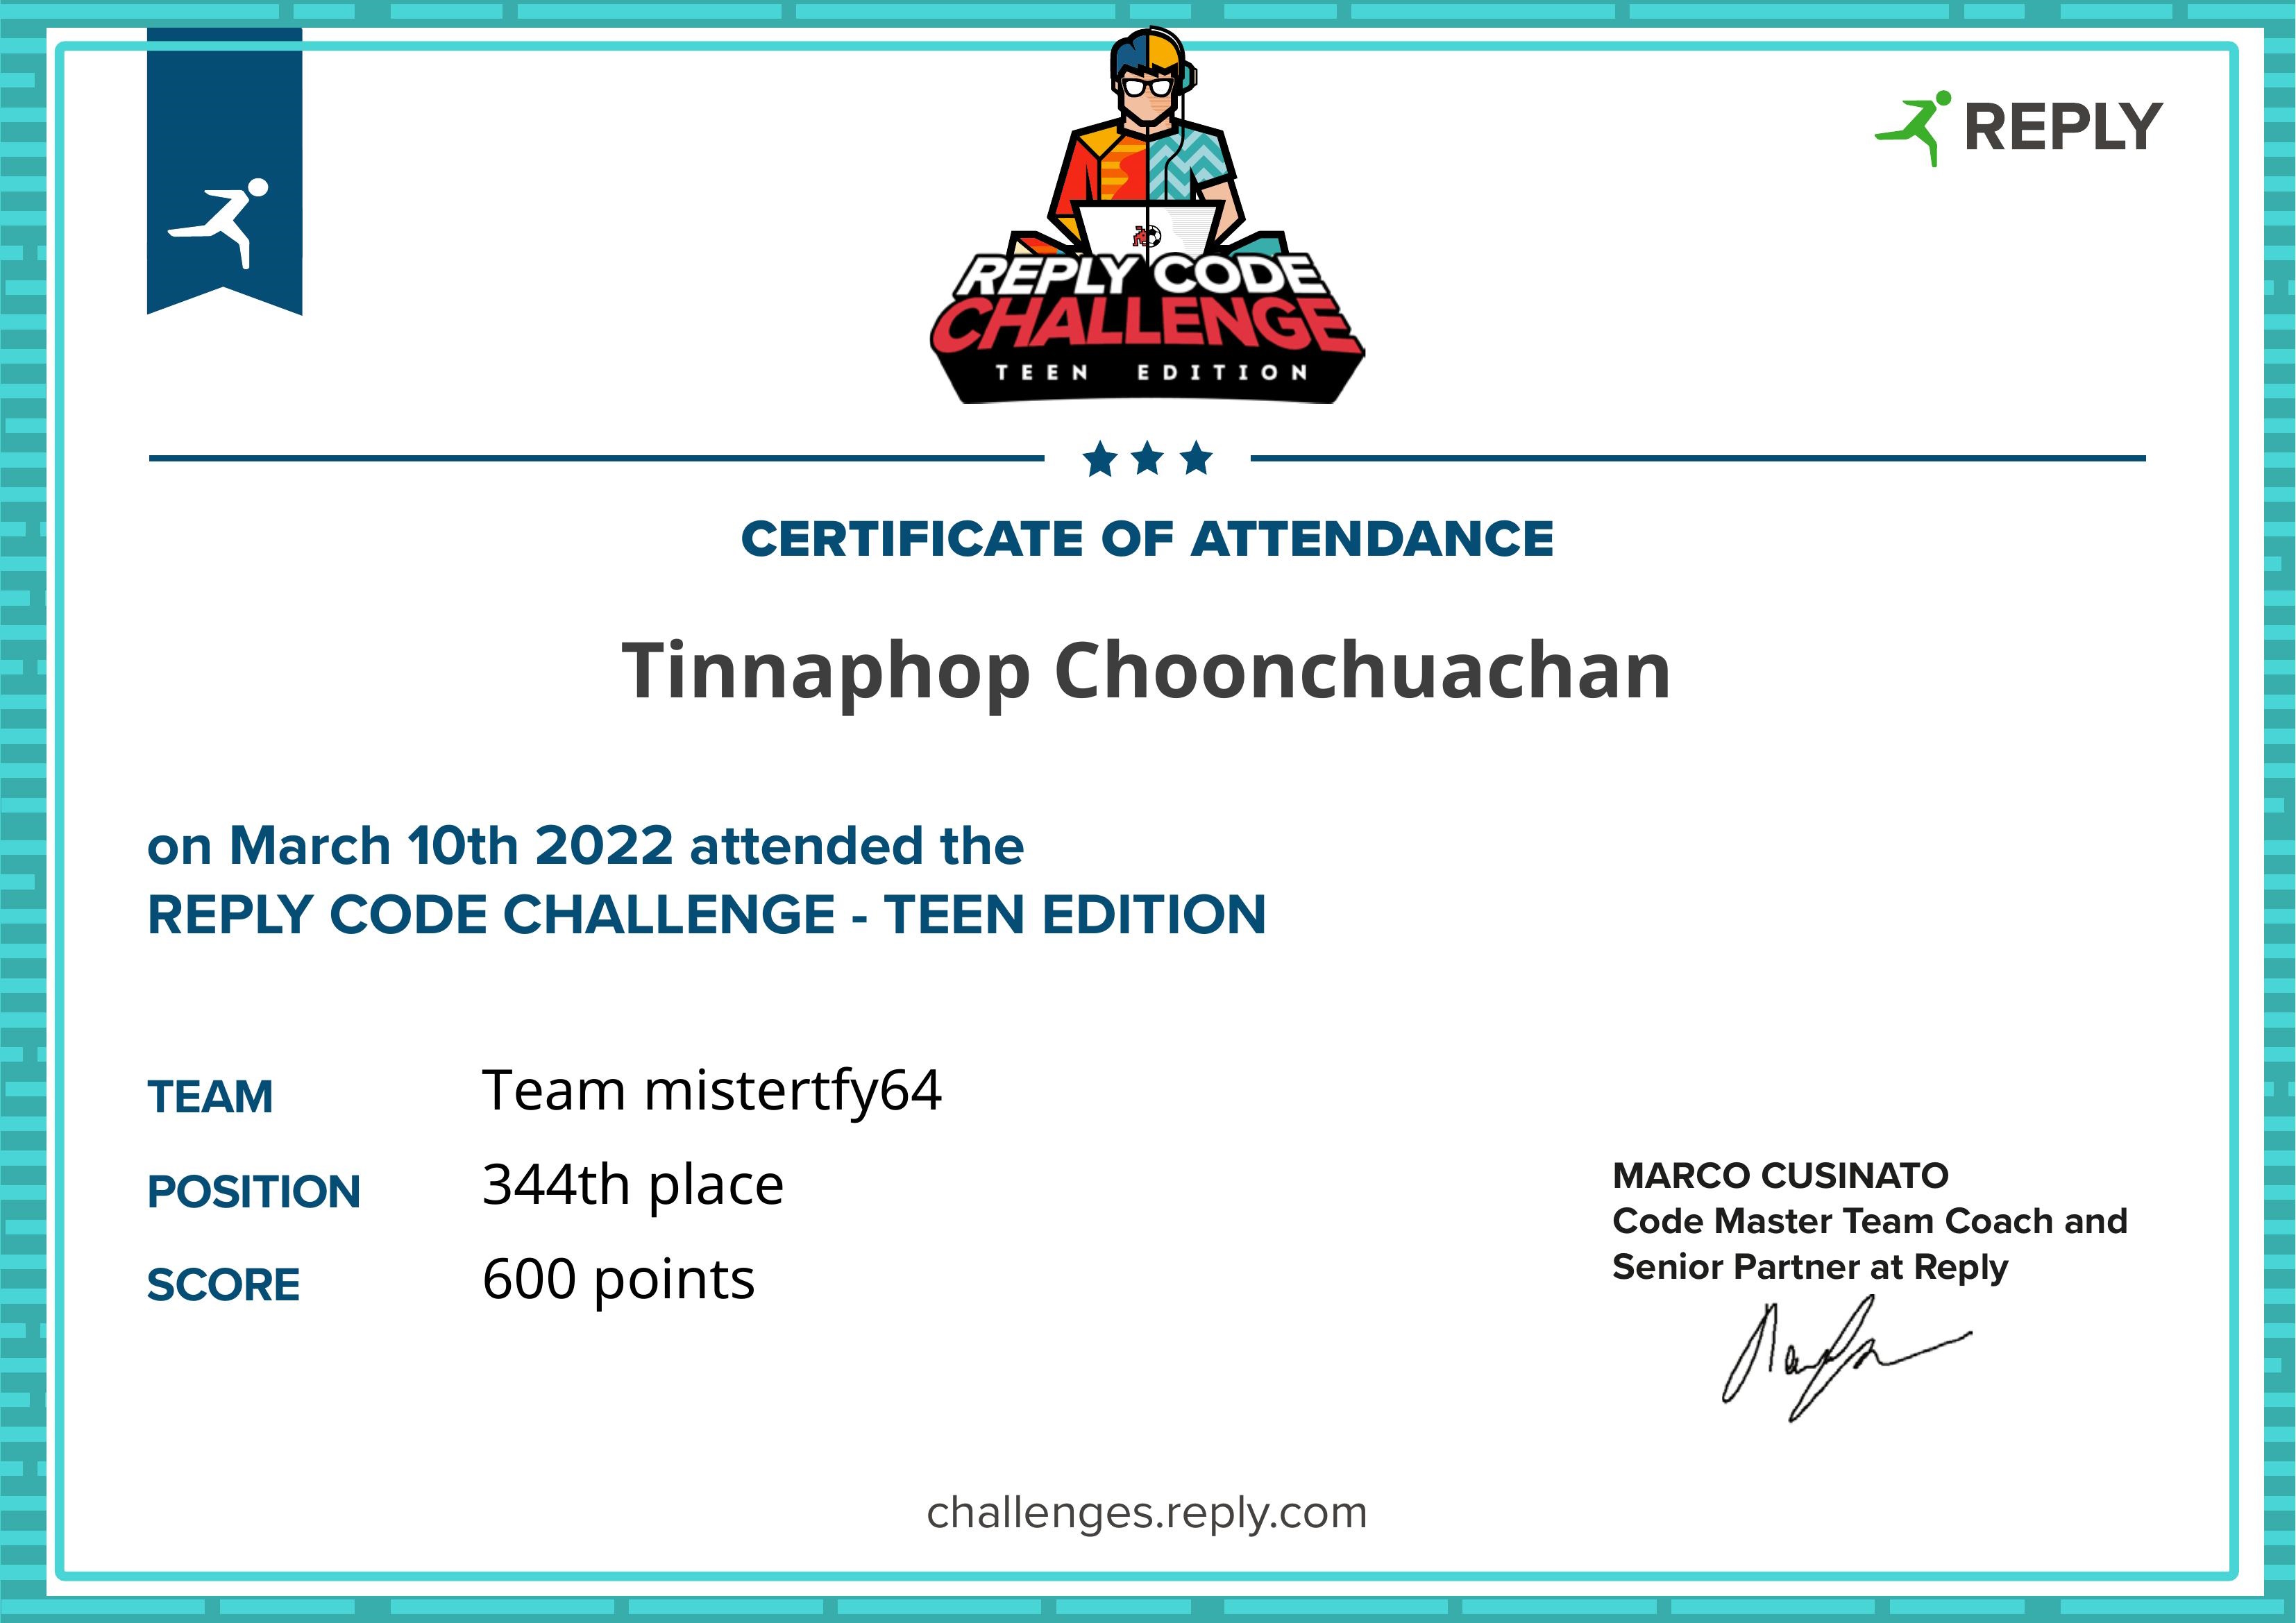 REPLY
REPLY CODE
CHALLENGE
TEEN EDITION
CERTIFICATE OF ATTENDANCE
Tinnaphop Choonchuachan
on March 10th 2022 attended the
REPLY CODE CHALLENGE - TEEN EDITION
TEAM Team mistertfy64
POSITION 344th place
SCORE 600 points
MARCO CUSINATO
Code Master Team Coach and
Senior Partner at Reply
challenges.reply.com